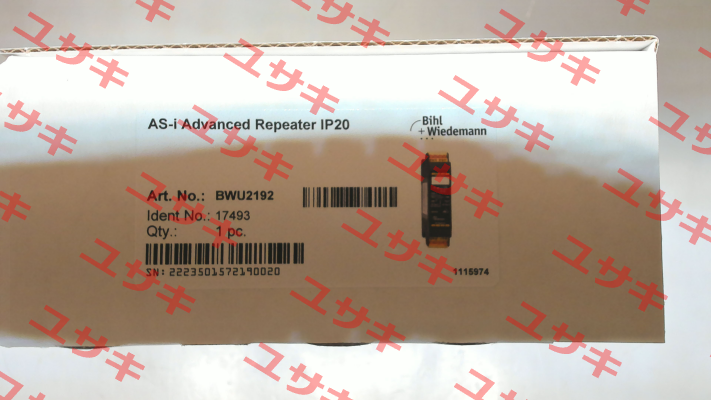 AS-i Advanced Repeater IP20
Bihl
+ Wiedemann
Art. No.: BWU2192
Ident No.: 17493
Qty.: 1 pc.
SN: 2223501572190020
1115974
ユサキ